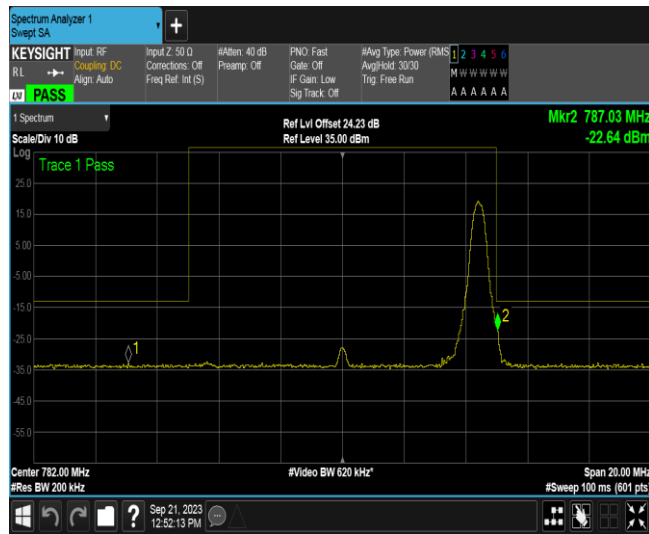 Spectrum Analyzer 1
Swept SA
+
KEYSIGHT
RL
LXI PASS
Input: RF
Coupling: DC
Align: Auto
Input Z: 50 Ω
Corrections: Off
Freq Ref: Int (S)
#Atten: 40 dB
Preamp: Off
PNO: Fast
Gate: Off
IF Gain: Low
Sig Track: Off
#Avg Type: Power (RMS
Avg|Hold: 30/30
Trig: Free Run
1 2 3 4 5 6
M W W W W W
A A A A A A
1 Spectrum
Scale/Div 10 dB
Ref Lvl Offset 24.23 dB
Ref Level 35.00 dBm
Mkr2 787.03 MHz
-22.64 dBm
Log
Trace 1 Pass
25.0
15.0
5.00
-5.00
-15.0
-25.0
-35.0
-45.0
-55.0
1
2
Center 782.00 MHz
#Res BW 200 kHz
#Video BW 620 kHz*
Span 20.00 MHz
#Sweep 100 ms (601 pts
?
Sep 21, 2023
12:52:13 PM